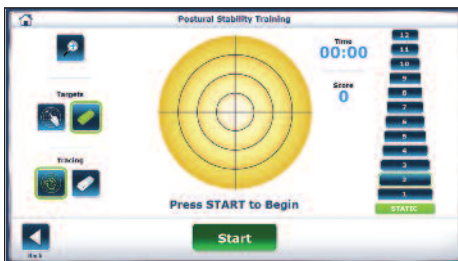 Postural Stability Training
Time
00:00
Score
0
Targets
Tracing
12
11
10
9
8
7
6
5
4
3
2
1
STATIC
Press START to Begin
Start
Back